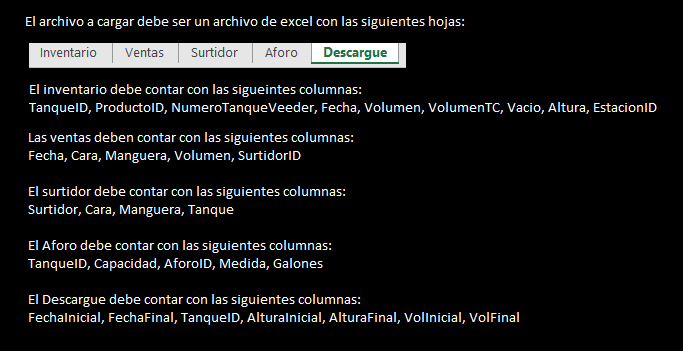 El archivo a cargar debe ser un archivo de excel con las siguientes hojas:
Inventario Ventas Surtidor Aforo Descargue
El inventario debe contar con las sigueintes columnas:
TanqueID, ProductoID, NumeroTanqueVeeder, Fecha, Volumen, VolumenTC, Vacio, Altura, EstacionID
Las ventas deben contar con las siguientes columnas:
Fecha, Cara, Manguera, Volumen, SurtidorID
El surtidor debe contar con las siguientes columnas:
Surtidor, Cara, Manguera, Tanque
El Aforo debe contar con las siguientes columnas:
TanqueID, Capacidad, AforoID, Medida, Galones
El Descargue debe contar con las siguientes columnas:
FechaInicial, FechaFinal, TanqueID, AlturaInicial, AlturaFinal, VolInicial, VolFinal